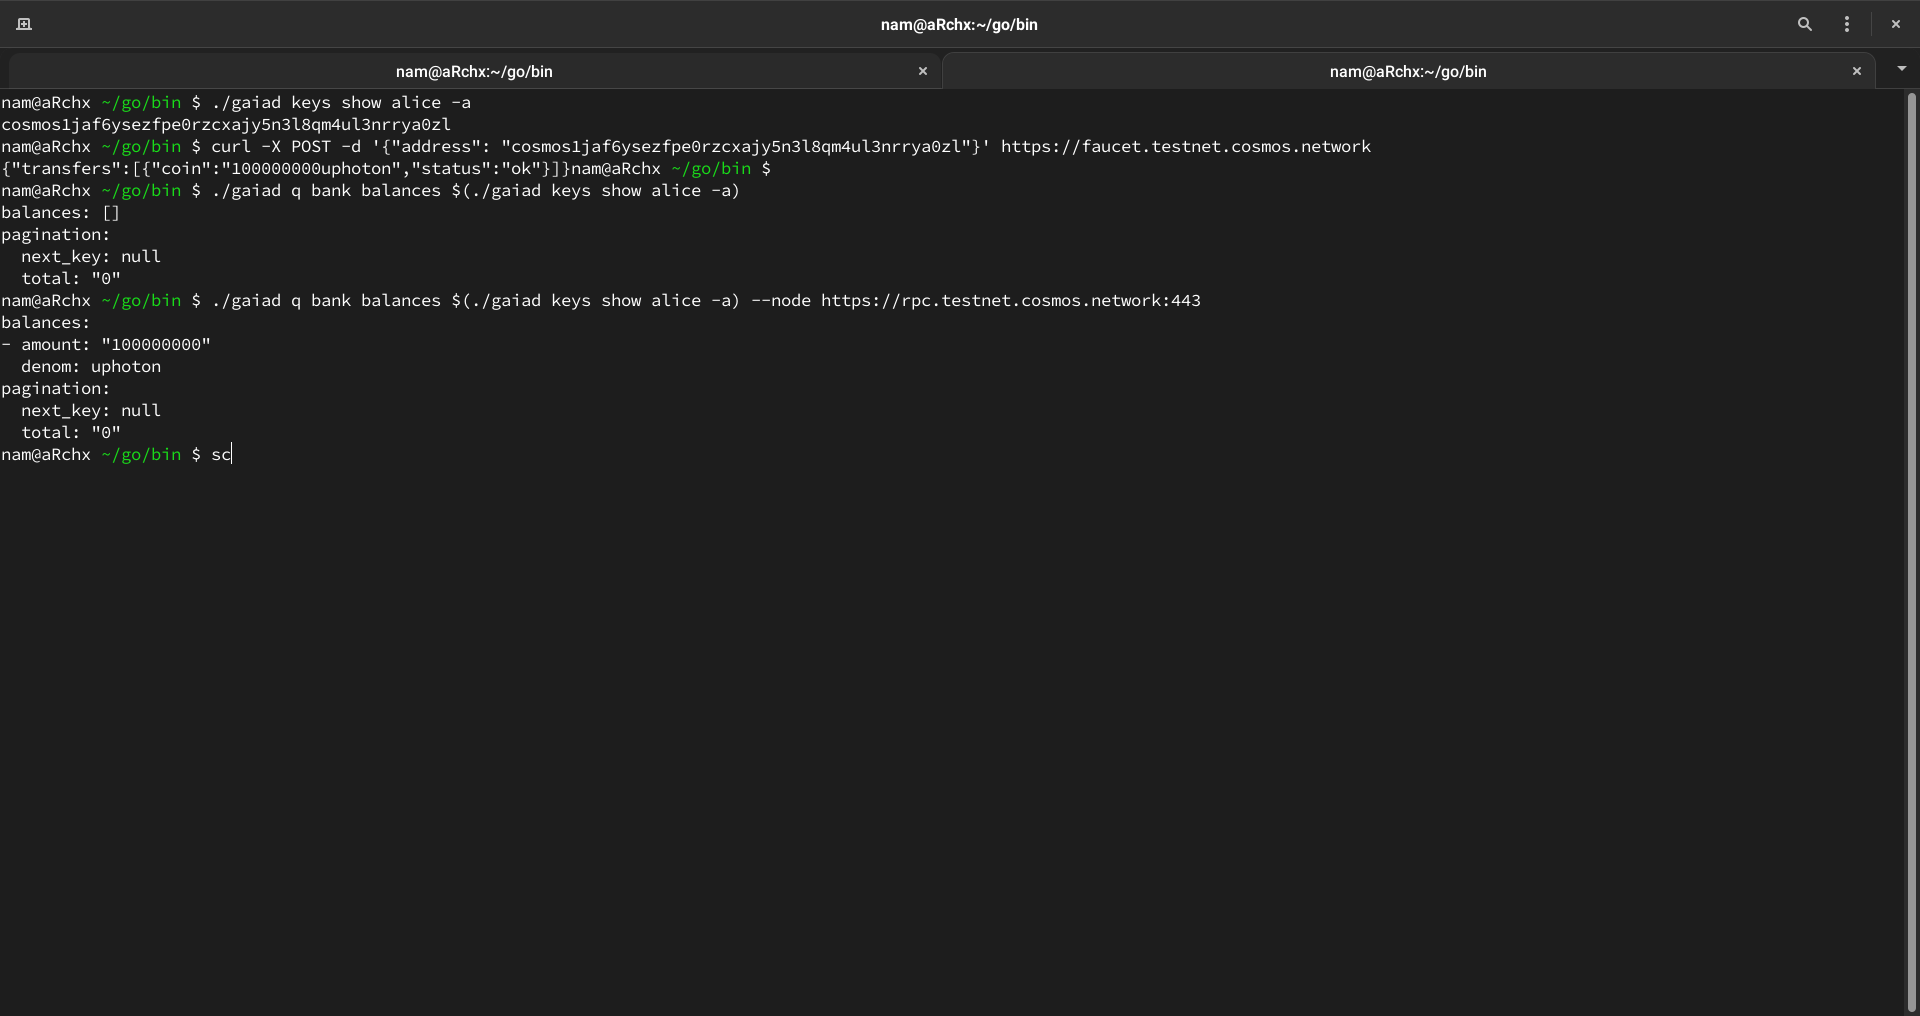 nam@aRchx:~/go/bin
nam@aRchx:~/go/bin
nam@aRchx:~/go/bin
nam@aRchx ~/go/bin $ ./gaiad keys show alice -a
cosmos1jaf6ysezfpe0rzcxajy5n3l8qm4ul3nrrya0zl
nam@aRchx ~/go/bin $ curl -X POST -d '{"address": "cosmos1jaf6ysezfpe0rzcxajy5n3l8qm4ul3nrrya0zl"}' https://faucet.testnet.cosmos.network
{"transfers":[{"coin":"100000000uphoton","status":"ok"}]}nam@aRchx ~/go/bin $
nam@aRchx ~/go/bin $ ./gaiad q bank balances $(./gaiad keys show alice -a)
balances: []
pagination:
  next_key: null
  total: "0"
nam@aRchx ~/go/bin $ ./gaiad q bank balances $(./gaiad keys show alice -a) --node https://rpc.testnet.cosmos.network:443
balances:
- amount: "100000000"
  denom: uphoton
pagination:
  next_key: null
  total: "0"
nam@aRchx ~/go/bin $ sc